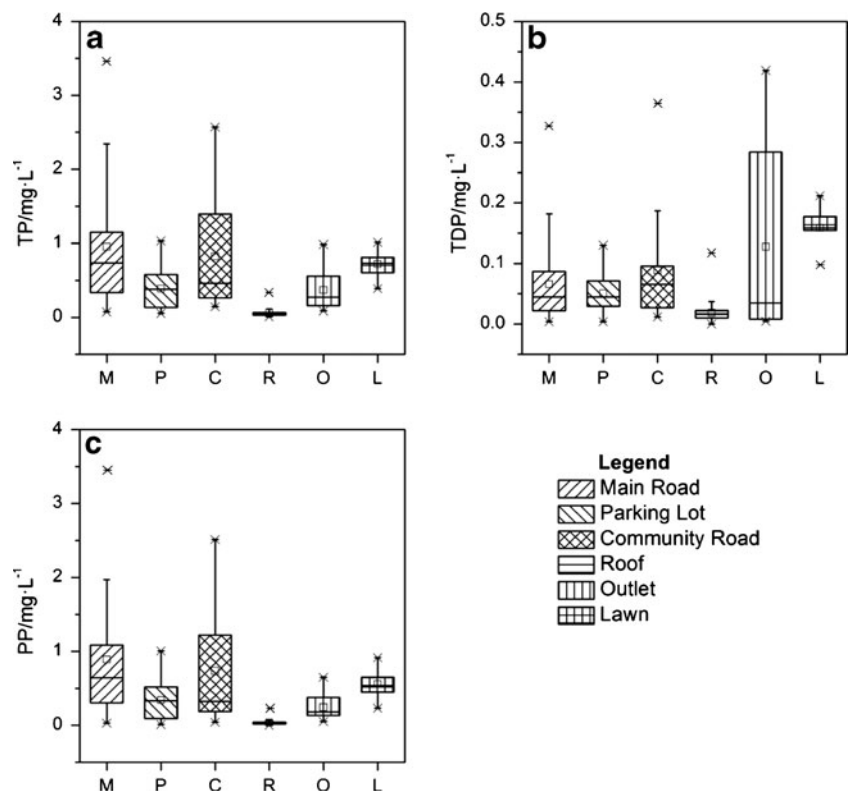 a
4
3
2
1
0
TP/mg·L⁻¹
M P C R O L
b
0.5
0.4
0.3
0.2
0.1
0.0
TDP/mg·L⁻¹
M P C R O L
c
4
3
2
1
0
PP/mg·L⁻¹
M P C R O L
Legend
Main Road
Parking Lot
Community Road
Roof
Outlet
Lawn